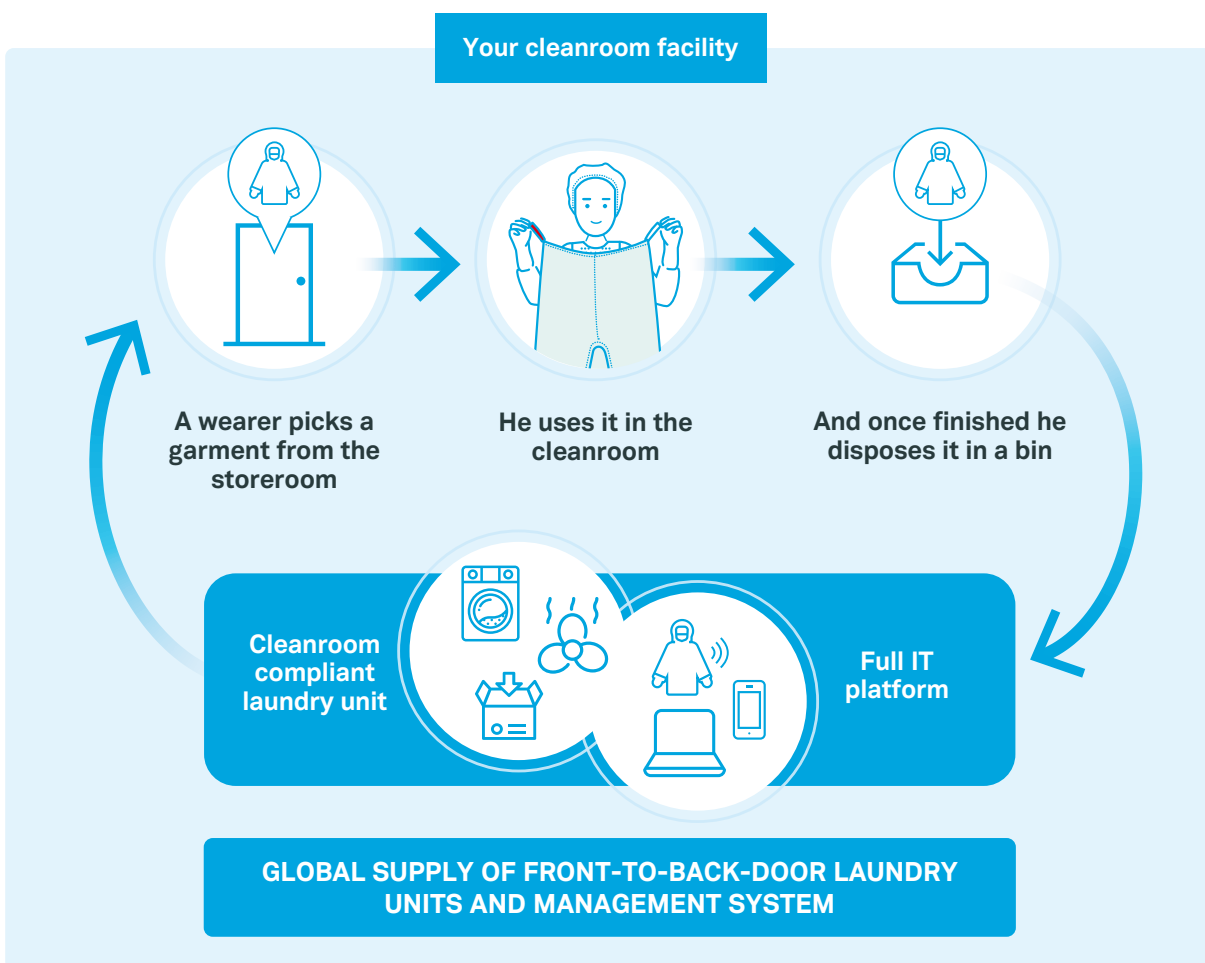 Your cleanroom facility
A wearer picks a
garment from the
storeroom
He uses it in the
cleanroom
And once finished he
disposes it in a bin
Cleanroom
compliant
laundry unit
Full IT
platform
GLOBAL SUPPLY OF FRONT-TO-BACK-DOOR LAUNDRY
UNITS AND MANAGEMENT SYSTEM